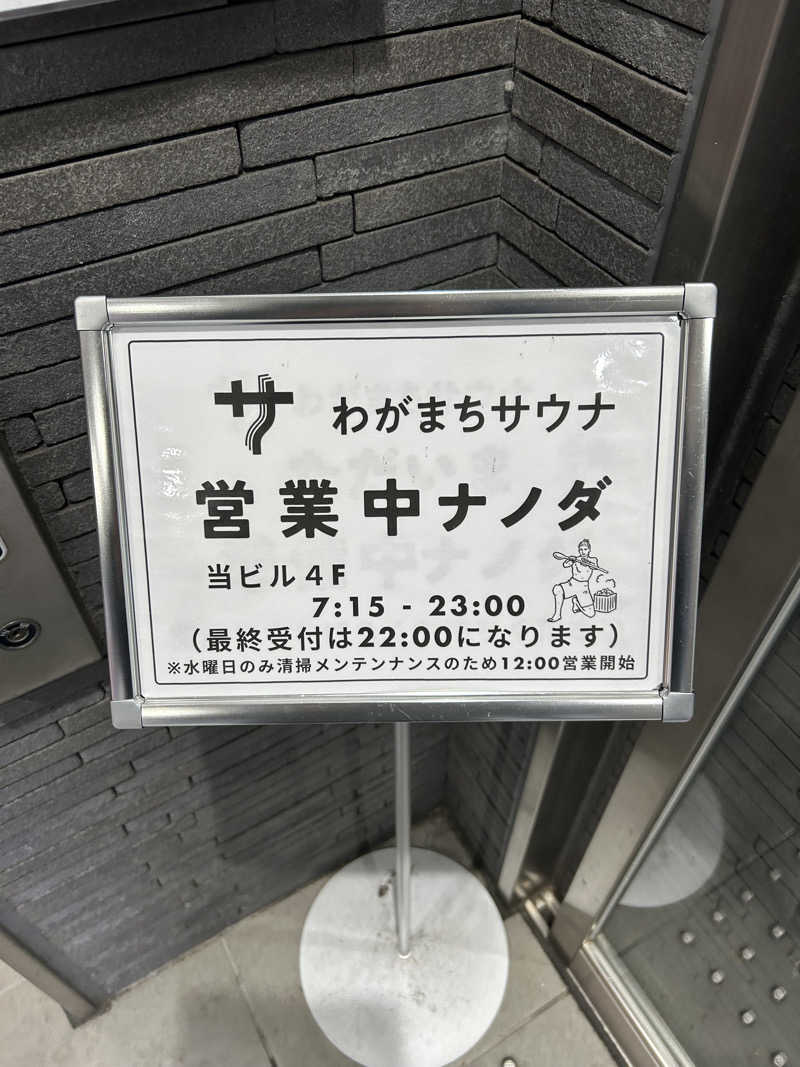 サ わがまちサウナ
営業中ナノダ
当ビル4F
7:15 - 23:00
（最終受付は22:00になります）
※水曜日のみ清掃メンテンナンスのため12:00営業開始